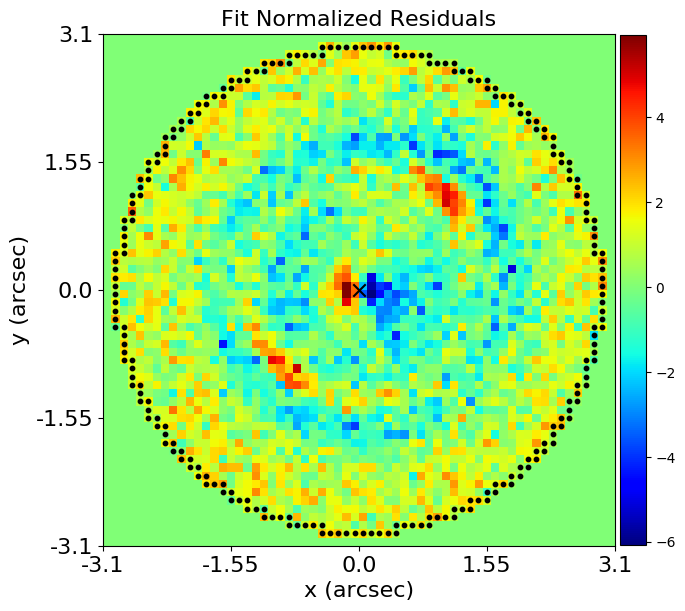 Fit Normalized Residuals
3.1
1.55
0.0
-1.55
-3.1
y (arcsec)
-3.1 -1.55 0.0 1.55 3.1
x (arcsec)
4
2
0
−2
−4
−6